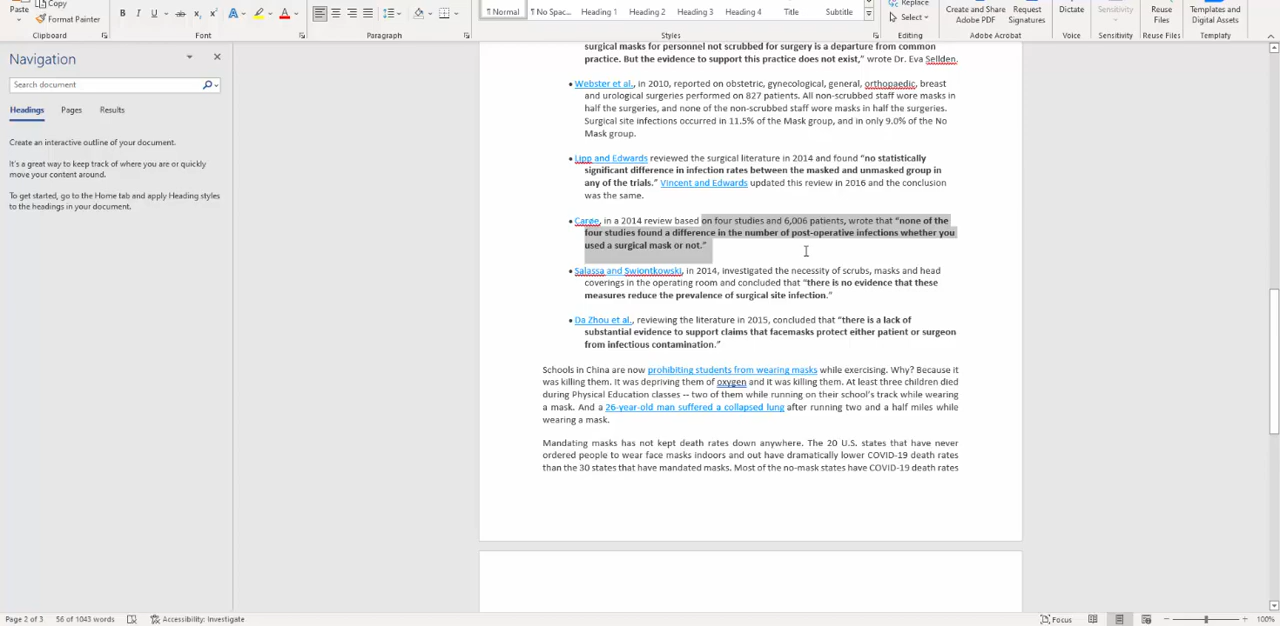 Copy
Paste
Format Painter
B I U ab x x A A
Clipboard
Font
Paragraph
¶ Normal
¶ No Spac...
Heading 1
Heading 2
Heading 3
Heading 4
Title
Subtitle
Styles
Replace
Select
Editing
Create and Share
Adobe PDF
Request
Signatures
Adobe Acrobat
Dictate
Voice
Sensitivity
Sensitivity
Reuse
Files
Reuse Files
Templates and
Digital Assets
Templafy
Navigation
Search document
Headings
Pages
Results
Create an interactive outline of your document.
It's a great way to keep track of where you are or quickly
move your content around.
To get started, go to the Home tab and apply Heading styles
to the headings in your document.
surgical masks for personnel not scrubbed for surgery is a departure from common
practice. But the evidence to support this practice does not exist,” wrote Dr. Eva Sellden.
• Webster et al., in 2010, reported on obstetric, gynecological, general, orthopaedic, breast
and urological surgeries performed on 827 patients. All non-scrubbed staff wore masks in
half the surgeries, and none of the non-scrubbed staff wore masks in half the surgeries.
Surgical site infections occurred in 11.5% of the Mask group, and in only 9.0% of the No
Mask group.
• Lipp and Edwards reviewed the surgical literature in 2014 and found “no statistically
significant difference in infection rates between the masked and unmasked group in
any of the trials.” Vincent and Edwards updated this review in 2016 and the conclusion
was the same.
• Carøe, in a 2014 review based on four studies and 6,006 patients, wrote that “none of the
four studies found a difference in the number of post-operative infections whether you
used a surgical mask or not.”
• Salassa and Swiontkowski, in 2014, investigated the necessity of scrubs, masks and head
coverings in the operating room and concluded that “there is no evidence that these
measures reduce the prevalence of surgical site infection.”
• Da Zhou et al., reviewing the literature in 2015, concluded that “there is a lack of
substantial evidence to support claims that facemasks protect either patient or surgeon
from infectious contamination.”
Schools in China are now prohibiting students from wearing masks while exercising. Why? Because it
was killing them. It was depriving them of oxygen and it was killing them. At least three children died
during Physical Education classes -- two of them while running on their school’s track while wearing
a mask. And a 26-year-old man suffered a collapsed lung after running two and a half miles while
wearing a mask.
Mandating masks has not kept death rates down anywhere. The 20 U.S. states that have never
ordered people to wear face masks indoors and out have dramatically lower COVID-19 death rates
than the 30 states that have mandated masks. Most of the no-mask states have COVID-19 death rates
Page 2 of 3
56 of 1043 words
Accessibility: Investigate
Focus
100%